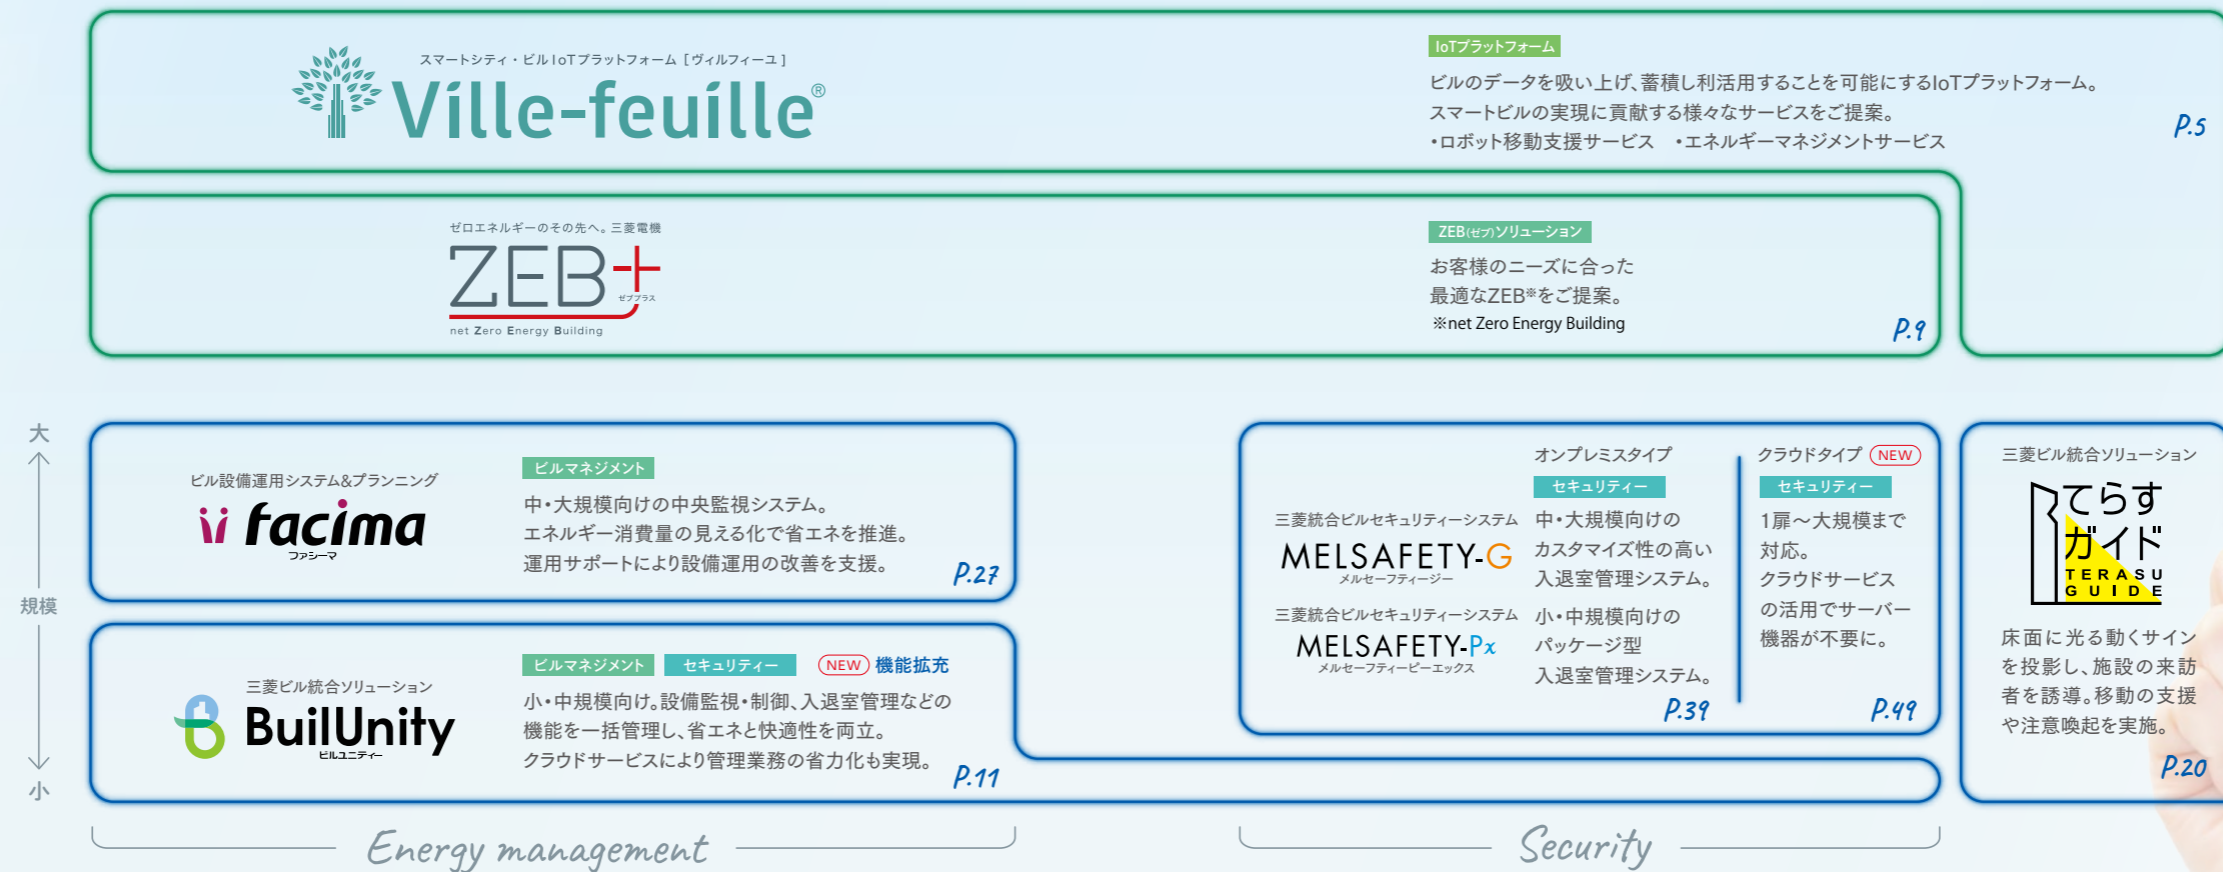 スマートシティ・ビルIoTプラットフォーム［ヴィルフィーユ］
Ville-feuille®
IoTプラットフォーム
ビルのデータを吸い上げ、蓄積し利活用することを可能にするIoTプラットフォーム。
スマートビルの実現に貢献する様々なサービスをご提案。
・ロボット移動支援サービス　・エネルギーマネジメントサービス
P.5
ゼロエネルギーのその先へ。三菱電機
ZEB+
ゼブプラス
net Zero Energy Building
ZEB(ゼブ)ソリューション
お客様のニーズに合った
最適なZEB※をご提案。
※net Zero Energy Building
P.9
大
規模
小
ビル設備運用システム&プランニング
facima
ファシーマ
ビルマネジメント
中・大規模向けの中央監視システム。
エネルギー消費量の見える化で省エネを推進。
運用サポートにより設備運用の改善を支援。
P.27
三菱ビル統合ソリューション
BuilUnity
ビルユニティー
ビルマネジメント セキュリティー NEW 機能拡充
小・中規模向け。設備監視・制御、入退室管理などの
機能を一括管理し、省エネと快適性を両立。
クラウドサービスにより管理業務の省力化も実現。
P.11
三菱統合ビルセキュリティーシステム
MELSAFETY-G
メルセーフティージー
オンプレミスタイプ
セキュリティー
中・大規模向けの
カスタマイズ性の高い
入退室管理システム。
三菱統合ビルセキュリティーシステム
MELSAFETY-Px
メルセーフティーピーエックス
小・中規模向けの
パッケージ型
入退室管理システム。
P.39
クラウドタイプ NEW
セキュリティー
1扉～大規模まで
対応。
クラウドサービス
の活用でサーバー
機器が不要に。
P.49
三菱ビル統合ソリューション
てらす
ガイド
TERASU
GUIDE
床面に光る動くサイン
を投影し、施設の来訪
者を誘導。移動の支援
や注意喚起を実施。
P.20
Energy management
Security